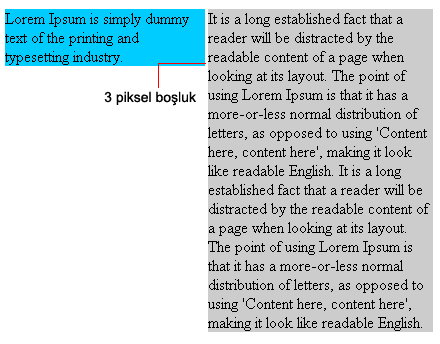 Lorem Ipsum is simply dummy
text of the printing and
typesetting industry.
3 piksel boşluk
It is a long established fact that a
reader will be distracted by the
readable content of a page when
looking at its layout. The point of
using Lorem Ipsum is that it has a
more-or-less normal distribution of
letters, as opposed to using 'Content
here, content here', making it look
like readable English. It is a long
established fact that a reader will be
distracted by the readable content of
a page when looking at its layout.
The point of using Lorem Ipsum is
that it has a more-or-less normal
distribution of letters, as opposed to
using 'Content here, content here',
making it look like readable English.